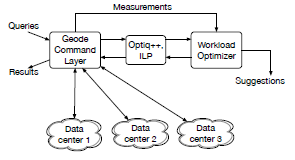 Measurements
Queries
Geode
Command
Layer
Optiq++,
ILP
Workload
Optimizer
Results
Suggestions
Data
center 1
Data
center 2
Data
center 3